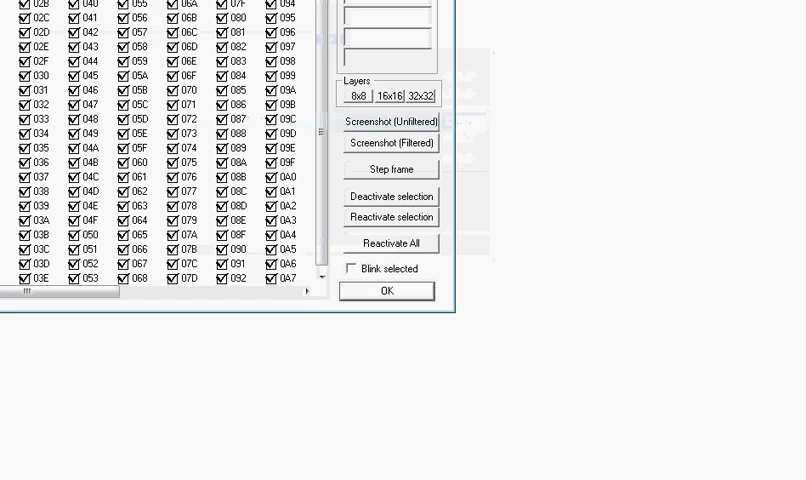 02B 040 055 06A 07F 094
02C 041 056 06B 080 095
02D 042 057 06C 081 096
02E 043 058 06D 082 097
02F 044 059 06E 083 098
030 045 05A 06F 084 099
031 046 05B 070 085 09A
032 047 05C 071 086 09B
033 048 05D 072 087 09C
034 049 05E 073 088 09D
035 04A 05F 074 089 09E
036 04B 060 075 08A 09F
037 04C 061 076 08B 0A0
038 04D 062 077 08C 0A1
039 04E 063 078 08D 0A2
03A 04F 064 079 08E 0A3
03B 050 065 07A 08F 0A4
03C 051 066 07B 090 0A5
03D 052 067 07C 091 0A6
03E 053 068 07D 092 0A7
Layers
8x8 16x16 32x32
Screenshot (Unfiltered)
Screenshot (Filtered)
Step frame
Deactivate selection
Reactivate selection
Reactivate All
Blink selected
OK